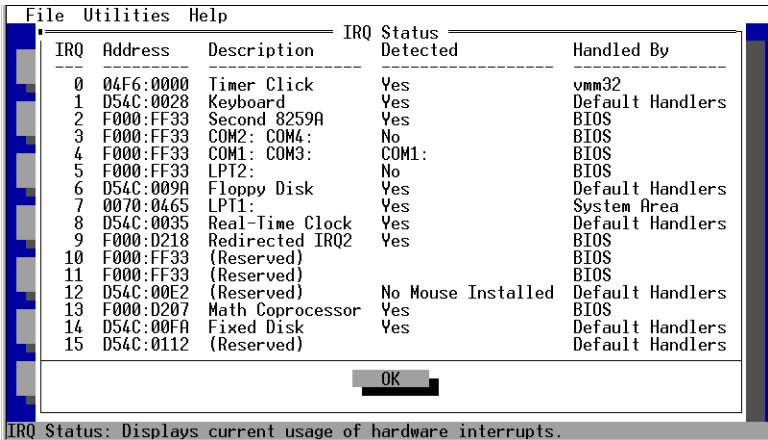 File Utilities Help
IRQ Status
IRQ Address Description Detected Handled By
0 04F6:0000 Timer Click Yes vmm32
1 D54C:0028 Keyboard Yes Default Handlers
2 F000:FF33 Second 8259A Yes BIOS
3 F000:FF33 COM2: COM4: No BIOS
4 F000:FF33 COM1: COM3: COM1: BIOS
5 F000:FF33 LPT2: No BIOS
6 D54C:009A Floppy Disk Yes Default Handlers
7 0070:0465 LPT1: Yes System Area
8 D54C:0035 Real-Time Clock Yes Default Handlers
9 F000:D218 Redirected IRQ2 Yes BIOS
10 F000:FF33 (Reserved) BIOS
11 F000:FF33 (Reserved) BIOS
12 D54C:00E2 (Reserved) No Mouse Installed Default Handlers
13 F000:D207 Math Coprocessor Yes BIOS
14 D54C:00FA Fixed Disk Yes Default Handlers
15 D54C:0112 (Reserved) Default Handlers
OK
IRQ Status: Displays current usage of hardware interrupts.